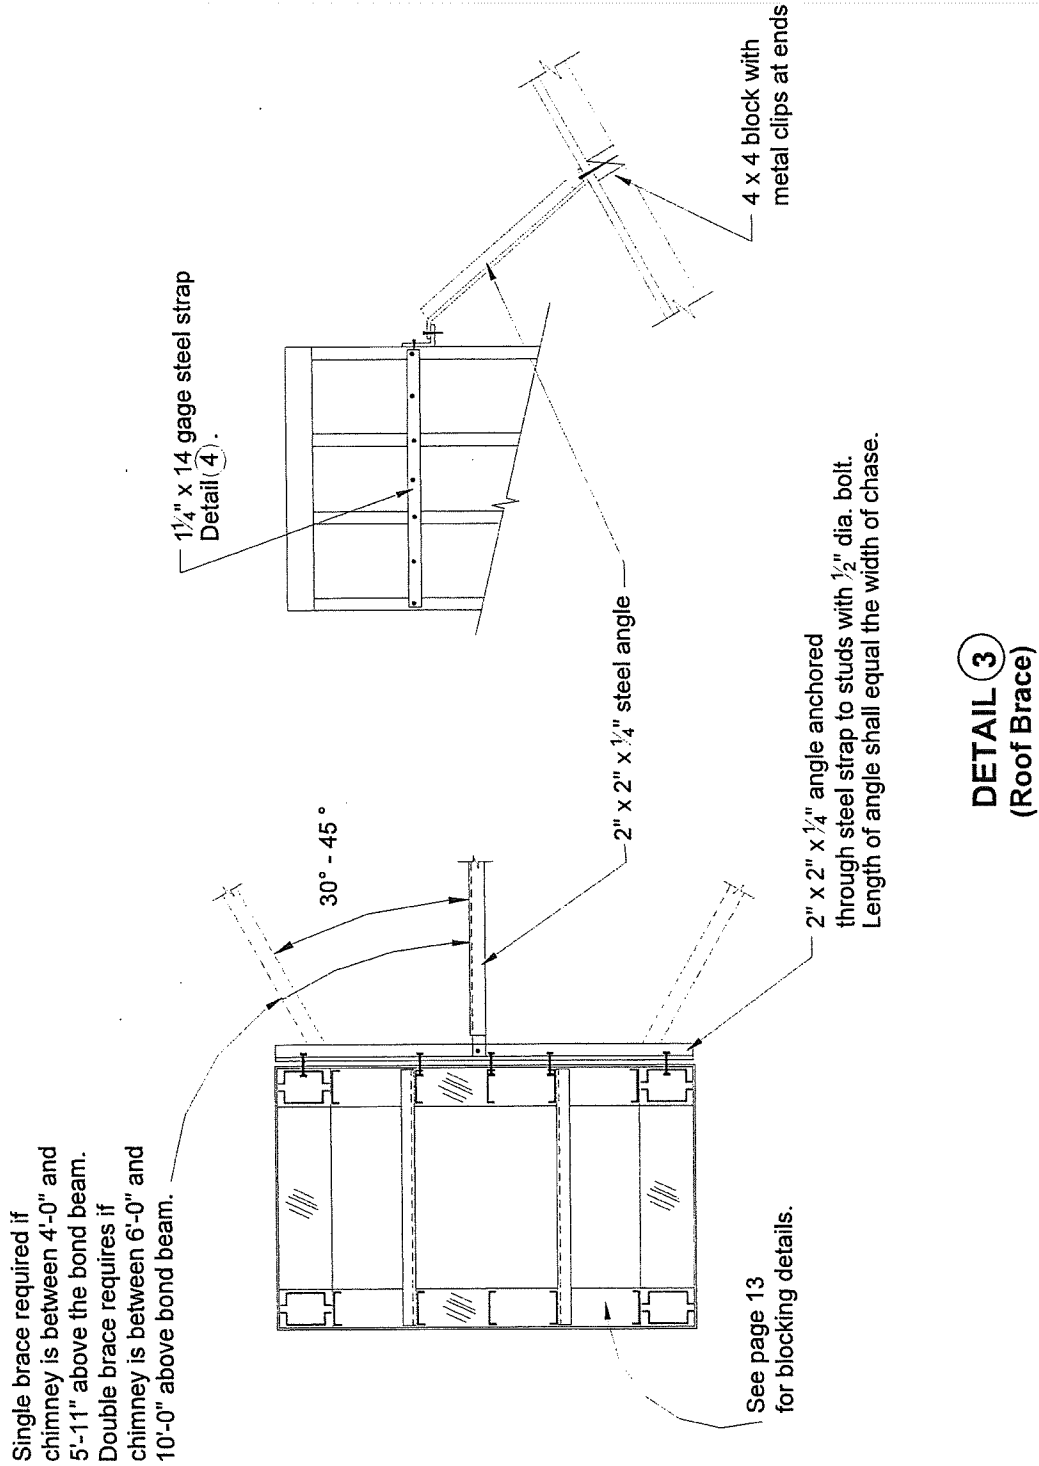 Single brace required if
chimney is between 4'-0" and
5'-11" above the bond beam.
Double brace requires if
chimney is between 6'-0" and
10'-0" above bond beam.
30° - 45°
See page 13
for blocking details.
1¼" x 14 gage steel strap
Detail 4.
2" x 2" x ¼" steel angle
4 x 4 block with
metal clips at ends
2" x 2" x ¼" angle anchored
through steel strap to studs with ½" dia. bolt.
Length of angle shall equal the width of chase.
DETAIL 3
(Roof Brace)